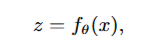 z = f_θ(x),